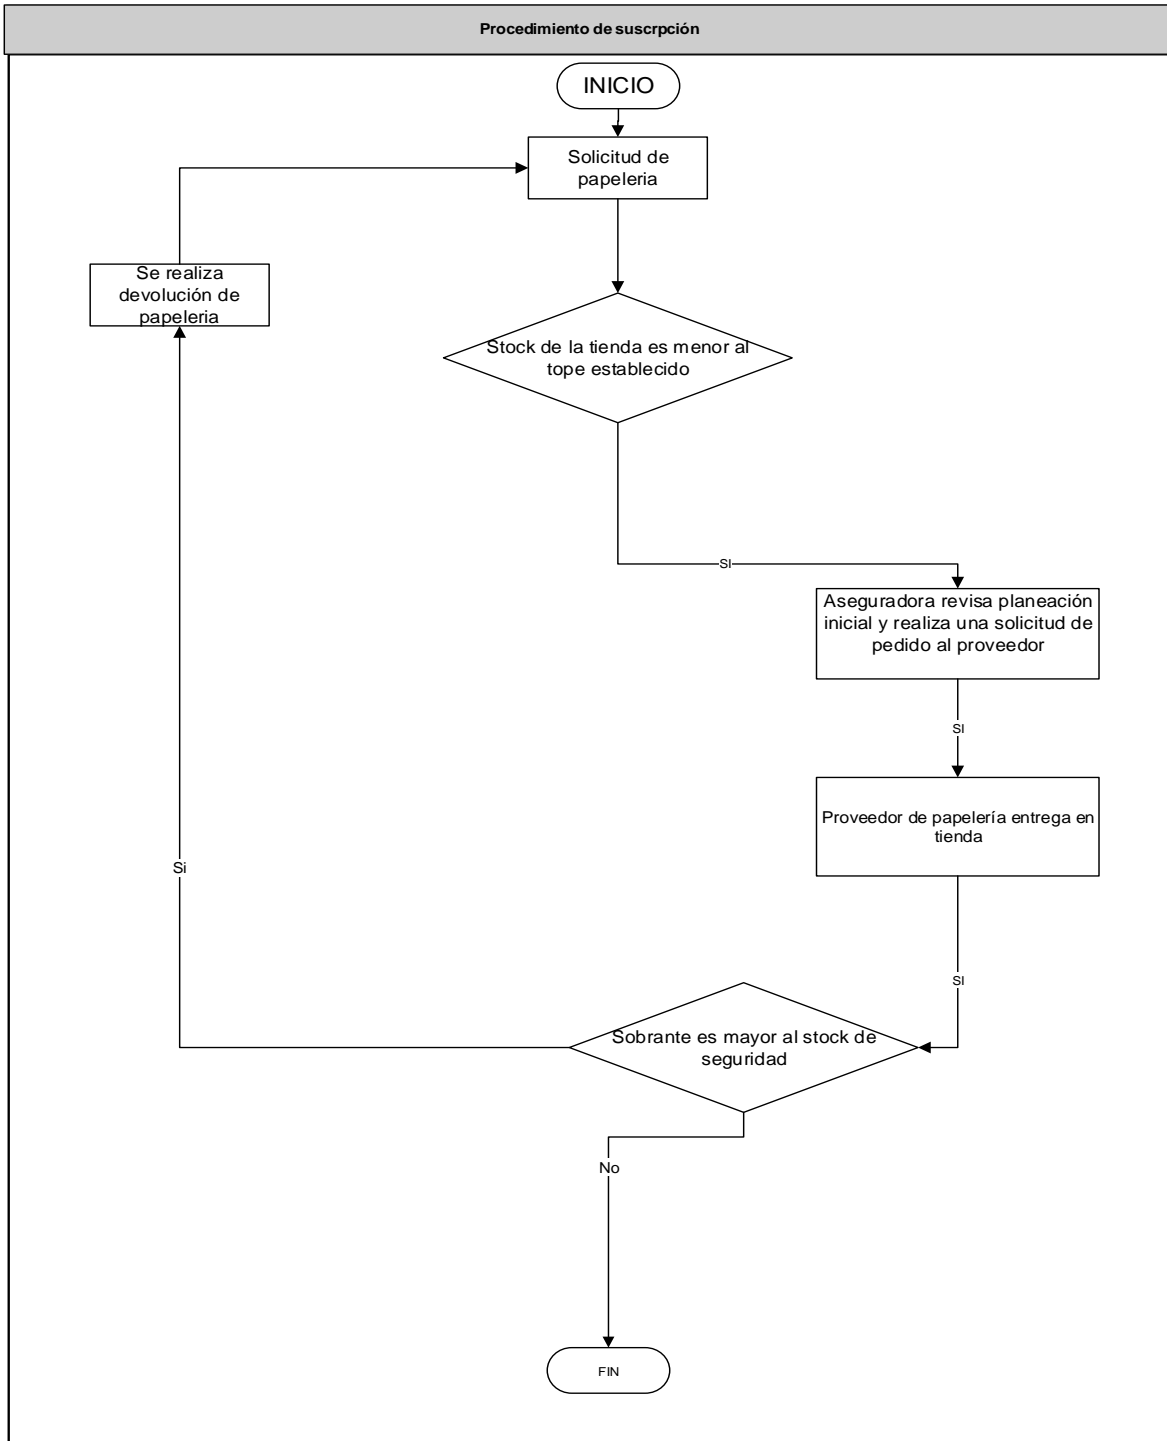 Procedimiento de suscrpción
INICIO
Solicitud de
papeleria
Se realiza
devolución de
papeleria
Stock de la tienda es menor al
tope establecido
SI
Aseguradora revisa planeación
inicial y realiza una solicitud de
pedido al proveedor
SI
Proveedor de papelería entrega en
tienda
Si
SI
Sobrante es mayor al stock de
seguridad
No
FIN